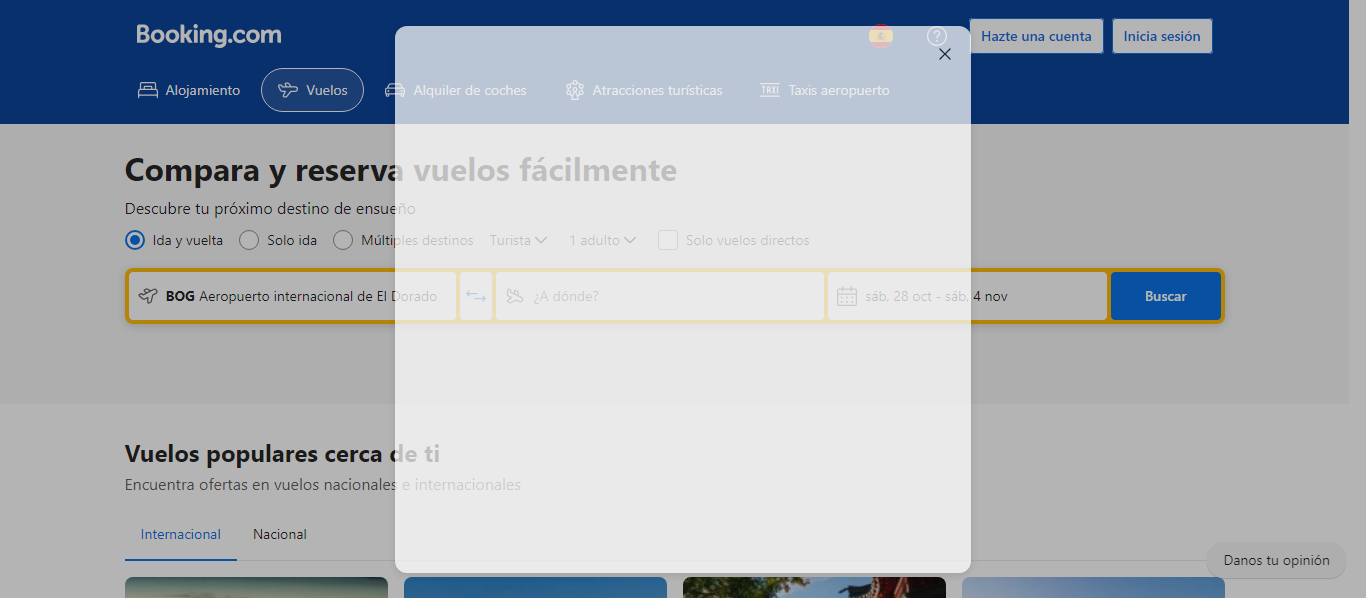 Booking.com
Hazte una cuenta
Inicia sesión
Alojamiento
Vuelos
Alquiler de coches
Atracciones turísticas
TAXI Taxis aeropuerto
Compara y reserva vuelos fácilmente
Descubre tu próximo destino de ensueño
Ida y vuelta
Solo ida
Múltiples destinos
Turista
1 adulto
Solo vuelos directos
BOG Aeropuerto internacional de El Dorado
¿A dónde?
sáb, 28 oct - sáb, 4 nov
Buscar
Vuelos populares cerca de ti
Encuentra ofertas en vuelos nacionales e internacionales
Internacional
Nacional
Danos tu opinión